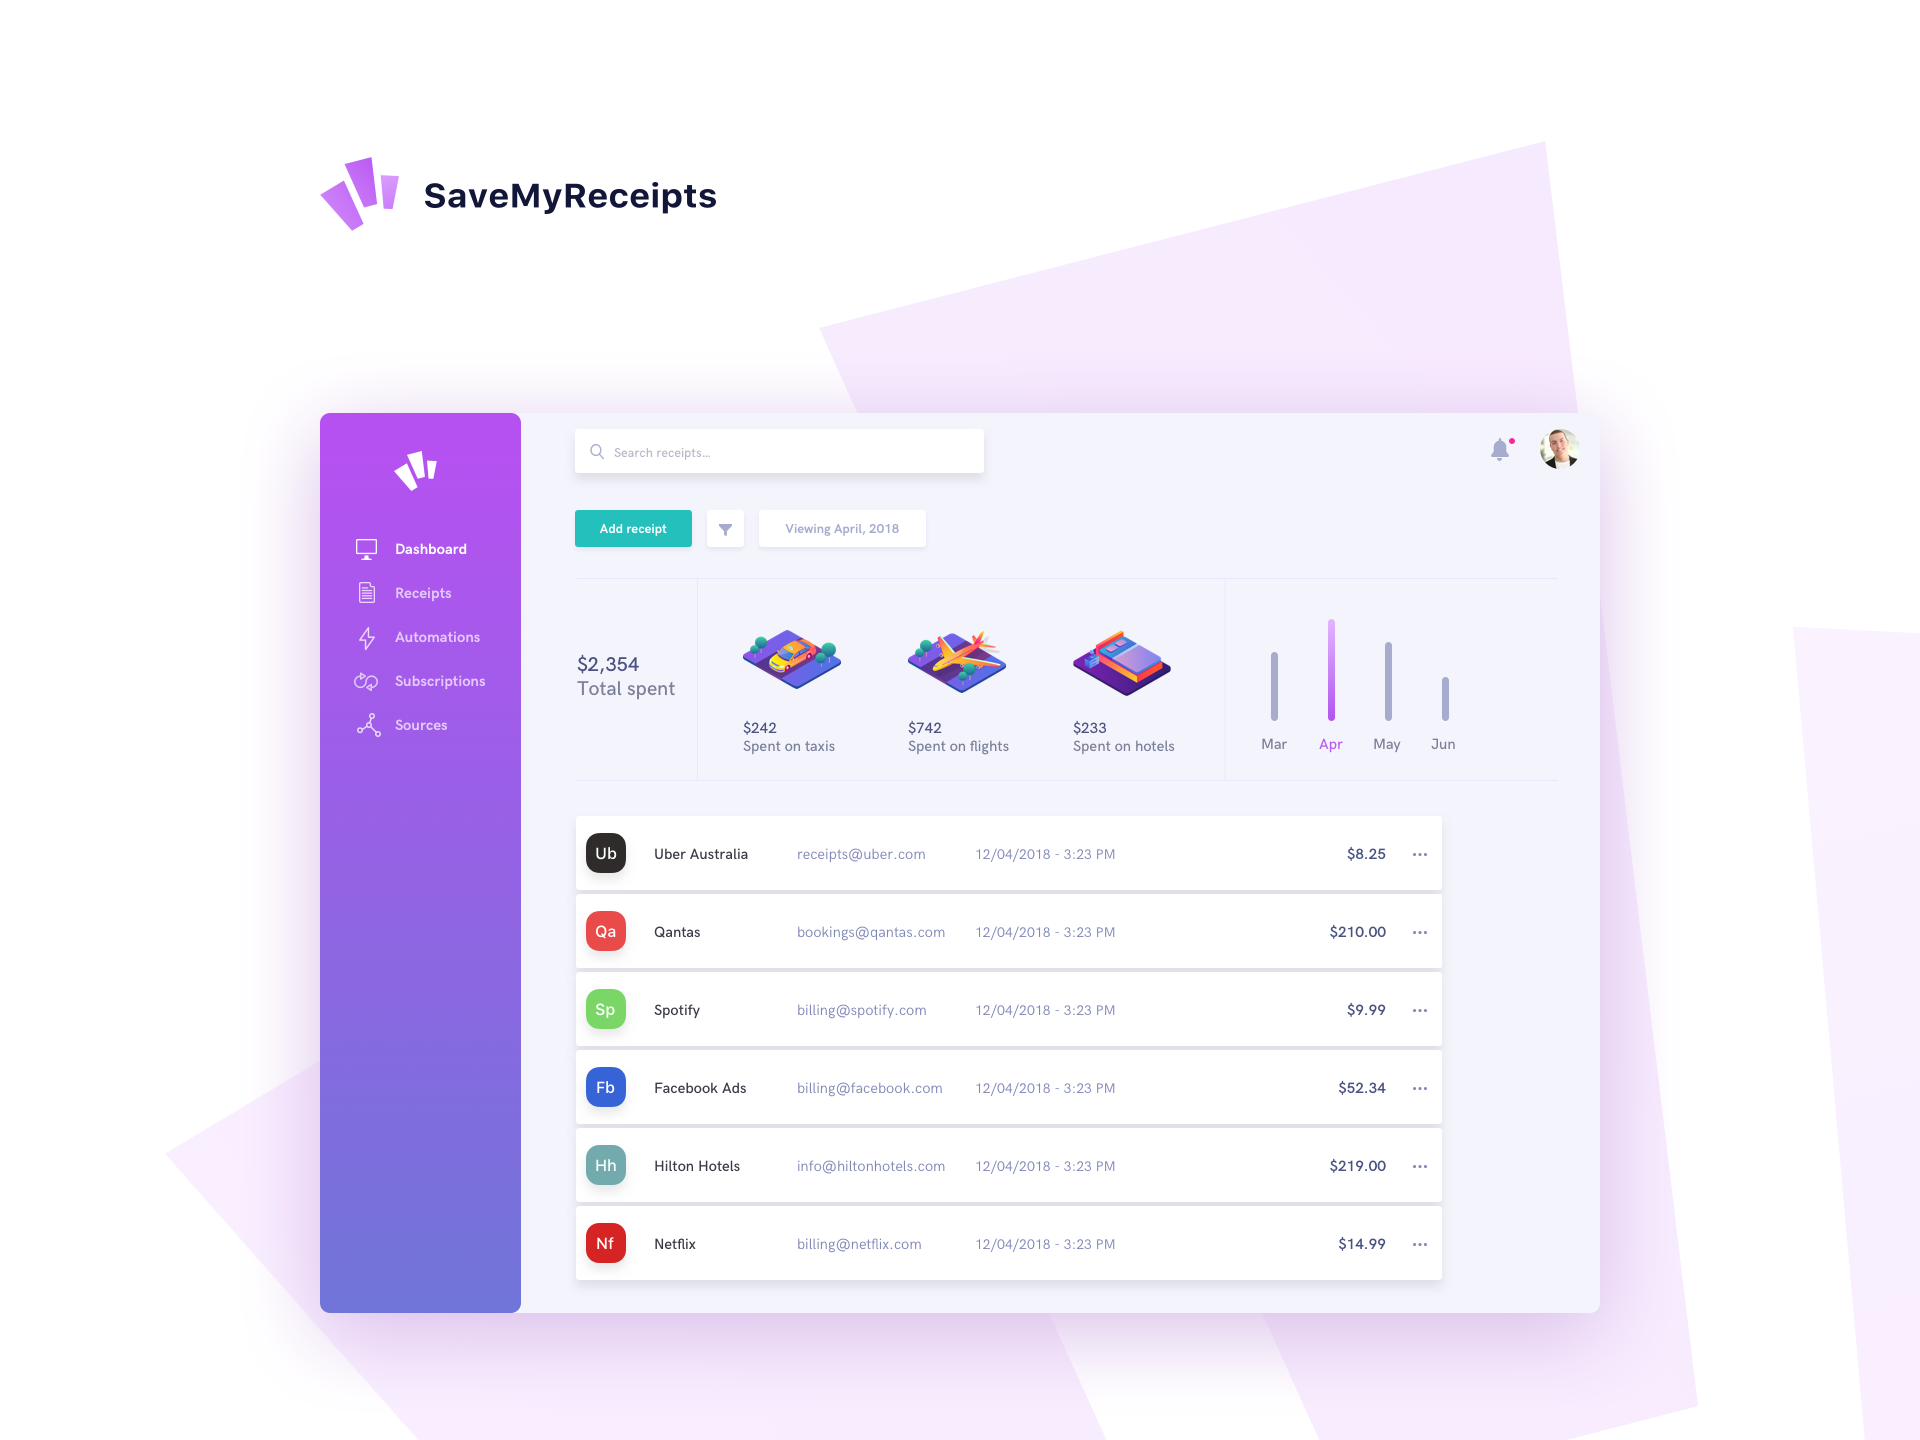 SaveMyReceipts
Search receipts...
Dashboard
Receipts
Automations
Subscriptions
Sources
Add receipt
Viewing April, 2018
$2,354
Total spent
$242
Spent on taxis
$742
Spent on flights
$233
Spent on hotels
Mar Apr May Jun
Ub Uber Australia receipts@uber.com 12/04/2018 - 3:23 PM $8.25
Qa Qantas bookings@qantas.com 12/04/2018 - 3:23 PM $210.00
Sp Spotify billing@spotify.com 12/04/2018 - 3:23 PM $9.99
Fb Facebook Ads billing@facebook.com 12/04/2018 - 3:23 PM $52.34
Hh Hilton Hotels info@hiltonhotels.com 12/04/2018 - 3:23 PM $219.00
Nf Netflix billing@netflix.com 12/04/2018 - 3:23 PM $14.99